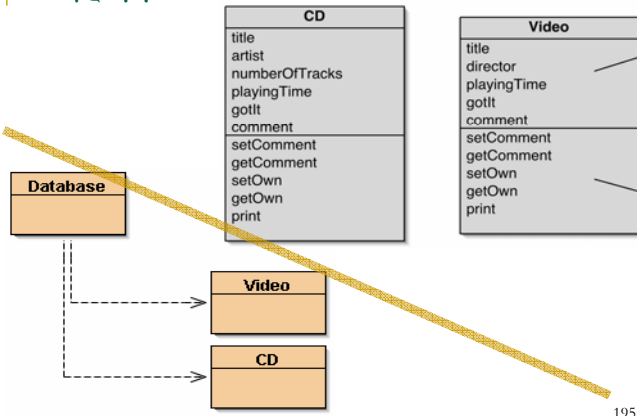 CD
title
artist
numberOfTracks
playingTime
gotIt
comment
setComment
getComment
setOwn
getOwn
print
Video
title
director
playingTime
gotIt
comment
setComment
getComment
setOwn
getOwn
print
Database
Video
CD
195